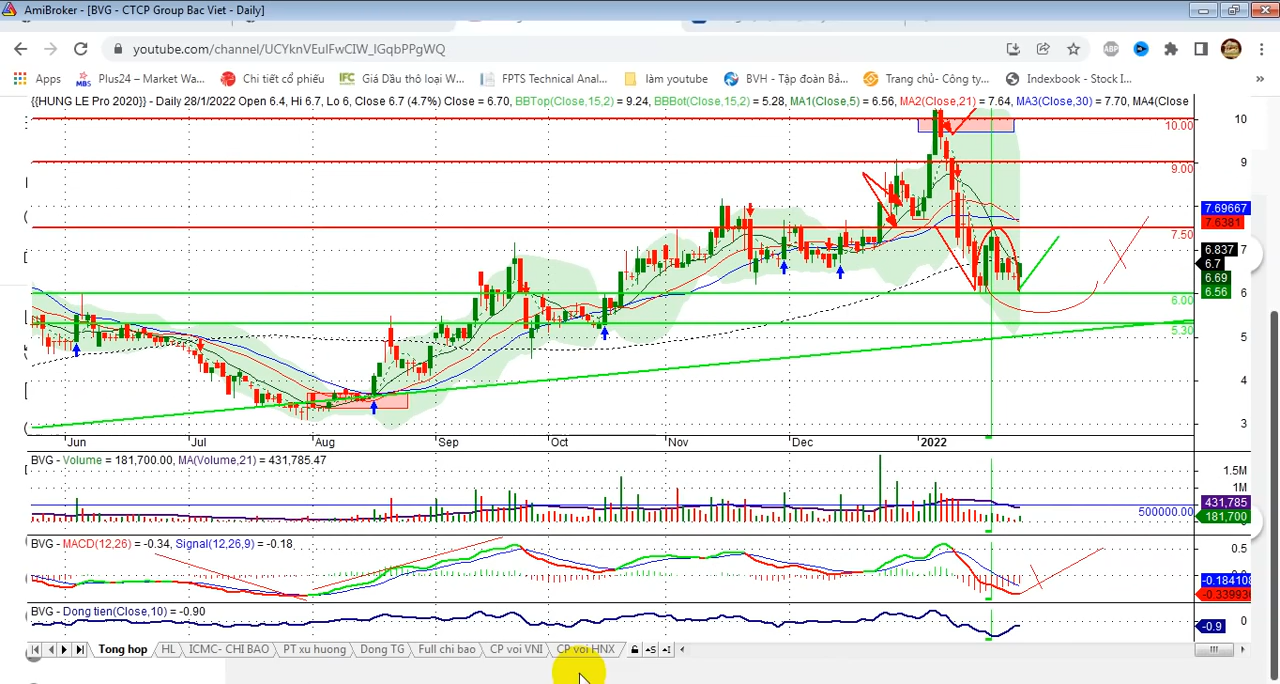 AmiBroker - [BVG - CTCP Group Bac Viet - Daily]
youtube.com/channel/UCYknVEuIFwCIW_lGqbPPgWQ
ABP
Apps
MBS
Plus24 – Market Wa...
Chi tiết cổ phiếu
IFC
Giá Dầu thô loại W...
FPTS Technical Anal...
làm youtube
BVH - Tập đoàn Bả...
Trang chủ- Công ty...
Indexbook - Stock I...
»
{{HUNG LE Pro 2020}} - Daily 28/1/2022 Open 6.4, Hi 6.7, Lo 6, Close 6.7 (4.7%) Close = 6.70, BBTop(Close,15,2) = 9.24, BBBot(Close,15,2) = 5.28, MA1(Close,5) = 6.56, MA2(Close,21) = 7.64, MA3(Close,30) = 7.70, MA4(Close
10.00
10
9.00
9
7.69667
7.6381
7.50
6.837
7
6.7
6.69
6.56
6
6.00
5.30
5
4
3
Jun
Jul
Aug
Sep
Oct
Nov
Dec
2022
BVG - Volume = 181,700.00, MA(Volume,21) = 431,785.47
1.5M
1M
431,785
500000.00
181,700
BVG - MACD(12,26) = -0.34, Signal(12,26,9) = -0.18
0.5
-0.184108
-0.339936
BVG - Dong tien(Close,10) = -0.90
0
-0.9
Tong hop
HL
ICMC- CHI BAO
PT xu huong
Dong TG
Full chi bao
CP voi VNI
CP voi HNX